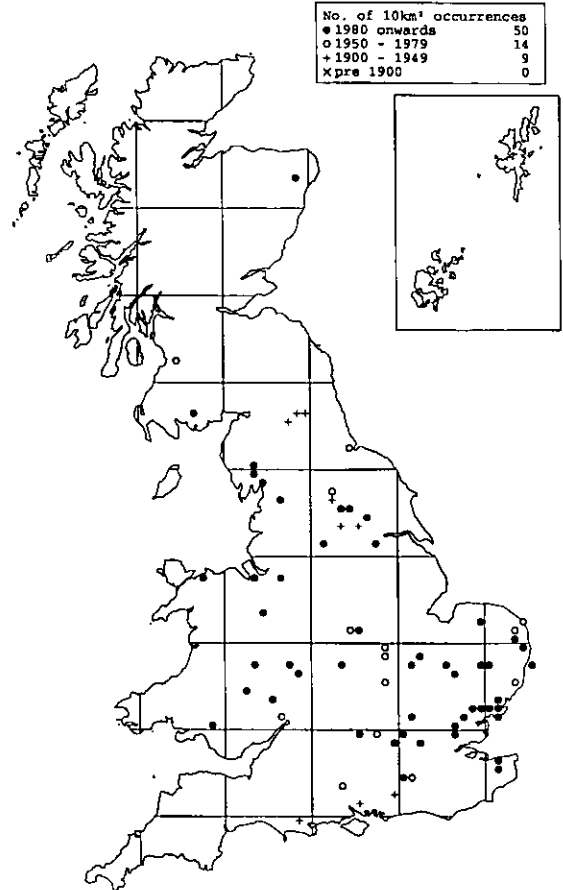 No. of 10km² occurrences
● 1980 onwards 50
○ 1950 - 1979 14
+ 1900 - 1949 9
x pre 1900 0